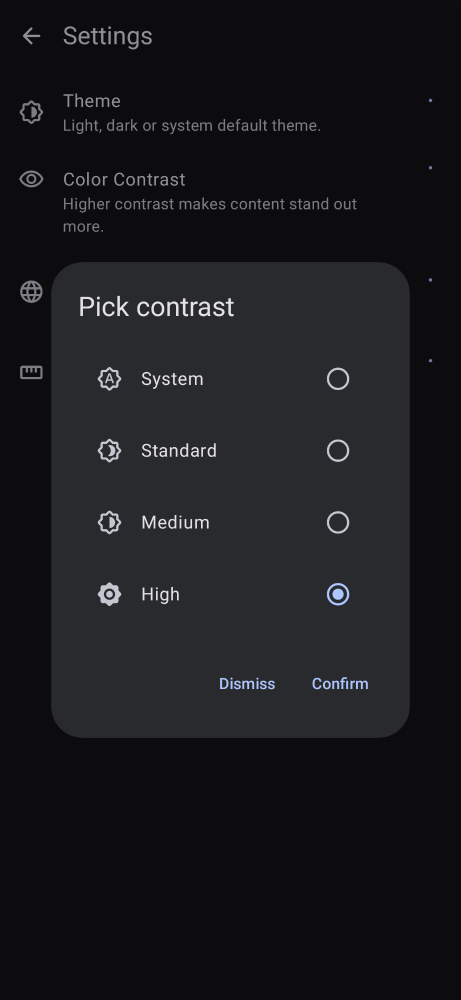 Settings
Theme
Light, dark or system default theme.
Color Contrast
Higher contrast makes content stand out
more.
Pick contrast
System
Standard
Medium
High
Dismiss
Confirm